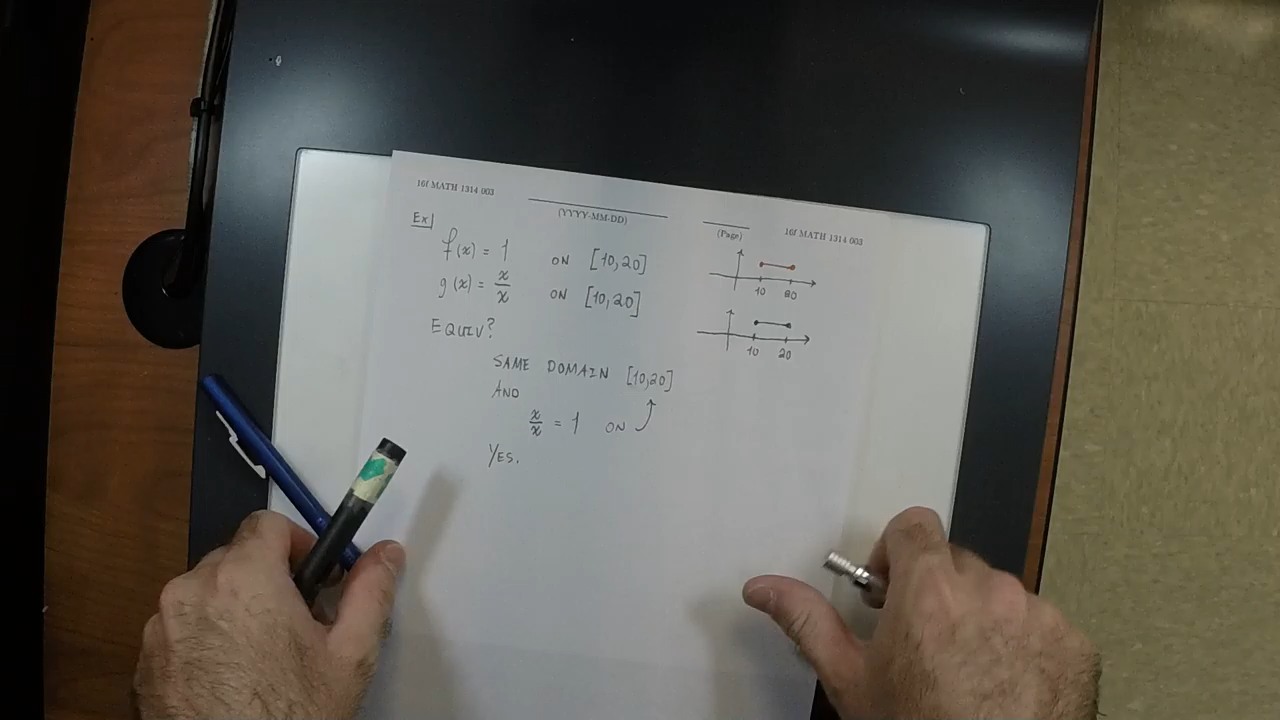 16f MATH 1314 003
(YYYY-MM-DD)
(Page)
16f MATH 1314 003
Ex
f(x) = 1 ON [10,20]
g(x) = x/x ON [10,20]
10 20
10 20
EQUIV?
SAME DOMAIN [10,20]
AND
x/x = 1 ON
YES.